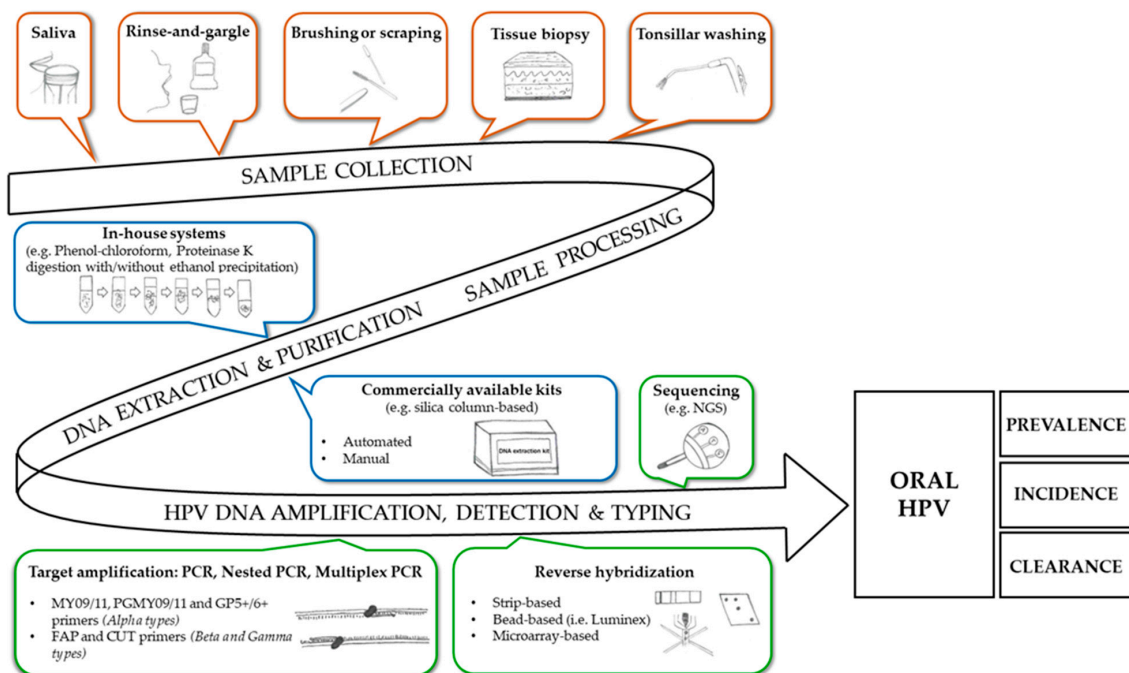 Saliva
Rinse-and-gargle
Brushing or scraping
Tissue biopsy
Tonsillar washing
SAMPLE COLLECTION
SAMPLE PROCESSING
In-house systems
(e.g. Phenol-chloroform, Proteinase K
digestion with/without ethanol precipitation)
DNA EXTRACTION & PURIFICATION
Commercially available kits
(e.g. silica column-based)
• Automated
• Manual
DNA extraction kit
Sequencing
(e.g. NGS)
HPV DNA AMPLIFICATION, DETECTION & TYPING
ORAL
HPV
PREVALENCE
INCIDENCE
CLEARANCE
Target amplification: PCR, Nested PCR, Multiplex PCR
• MY09/11, PGMY09/11 and GP5+/6+
primers (Alpha types)
• FAP and CUT primers (Beta and Gamma
types)
Reverse hybridization
• Strip-based
• Bead-based (i.e. Luminex)
• Microarray-based